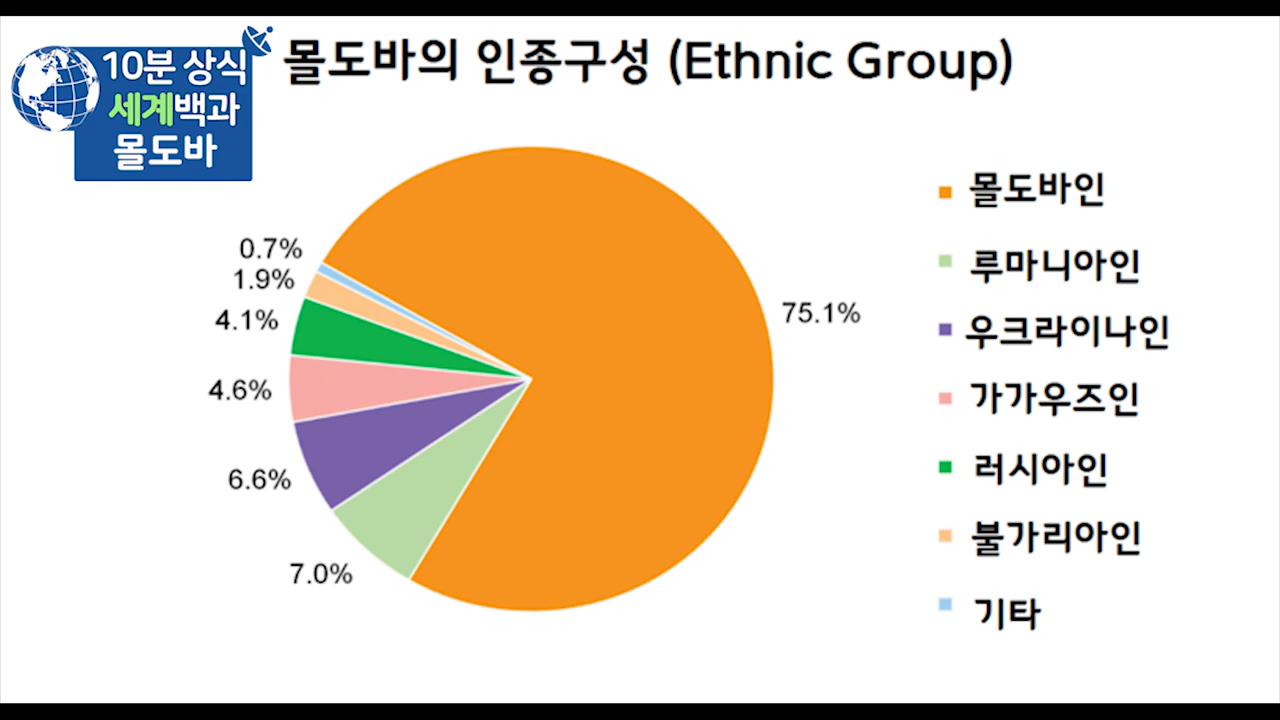 10분 상식
세계백과
몰도바
몰도바의 인종구성 (Ethnic Group)
0.7%
1.9%
4.1%
4.6%
6.6%
7.0%
75.1%
몰도바인
루마니아인
우크라이나인
가가우즈인
러시아인
불가리아인
기타